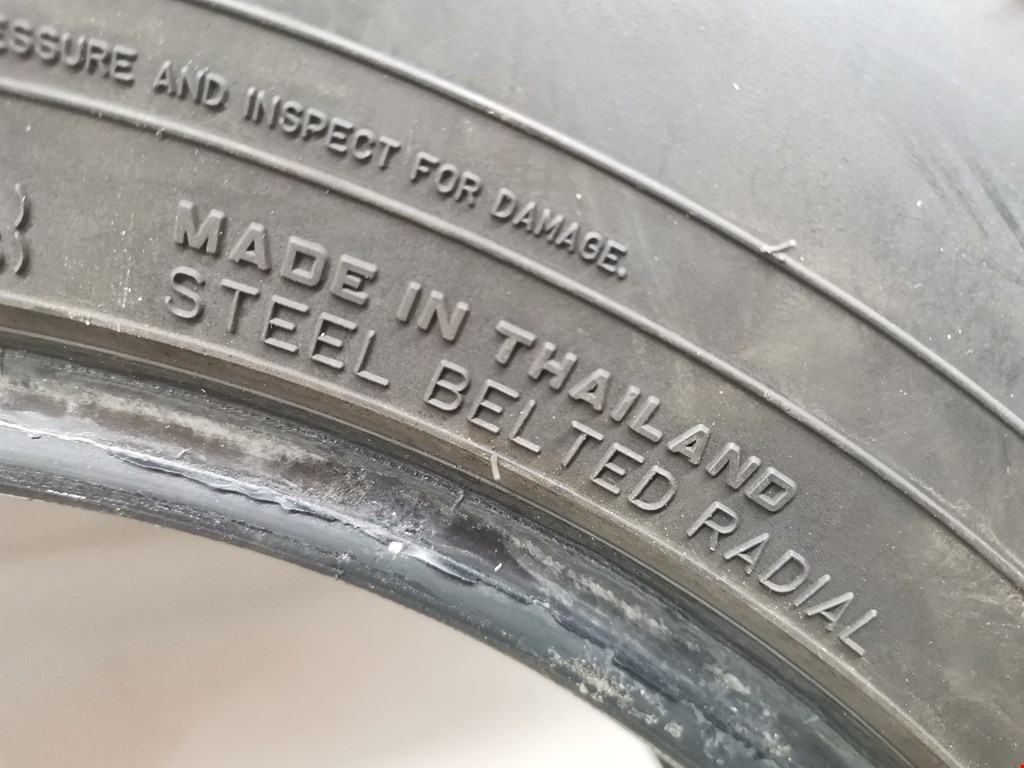 ESSURE AND INSPECT FOR DAMAGE.
MADE IN THAILAND
STEEL BELTED RADIAL